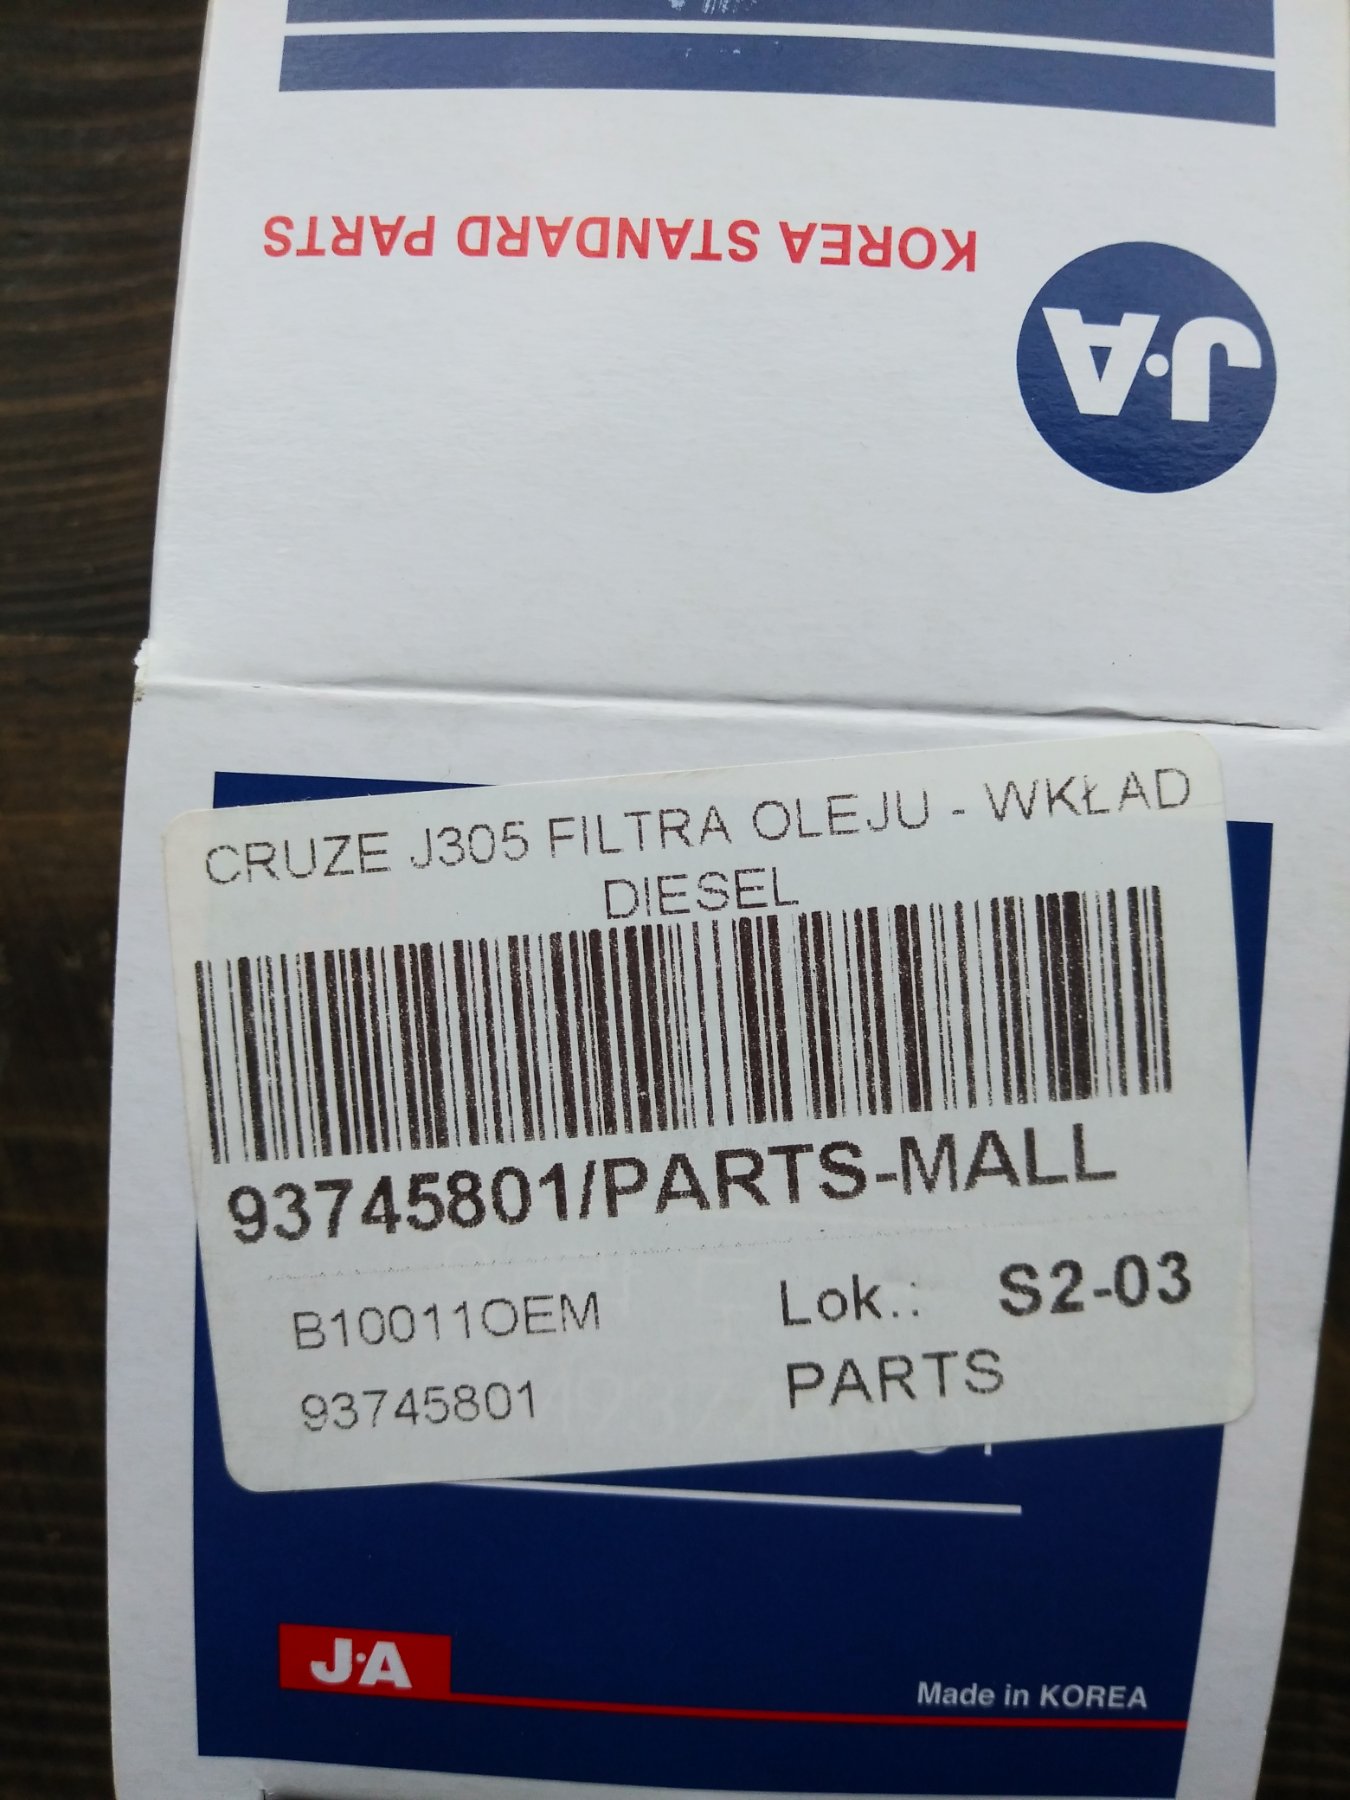 KOREA STANDARD PARTS
J·A
CRUZE J305 FILTRA OLEJU - WKŁAD
DIESEL
93745801/PARTS-MALL
B10011OEM
Lok.: S2-03
93745801
PARTS
J·A
Made in KOREA